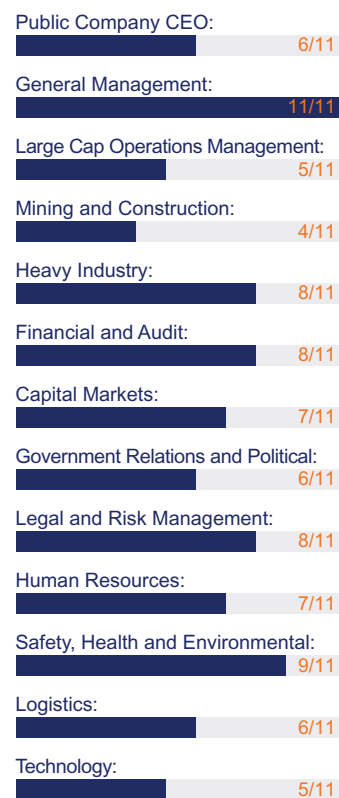 Public Company CEO:
6/11
General Management:
11/11
Large Cap Operations Management:
5/11
Mining and Construction:
4/11
Heavy Industry:
8/11
Financial and Audit:
8/11
Capital Markets:
7/11
Government Relations and Political:
6/11
Legal and Risk Management:
8/11
Human Resources:
7/11
Safety, Health and Environmental:
9/11
Logistics:
6/11
Technology:
5/11